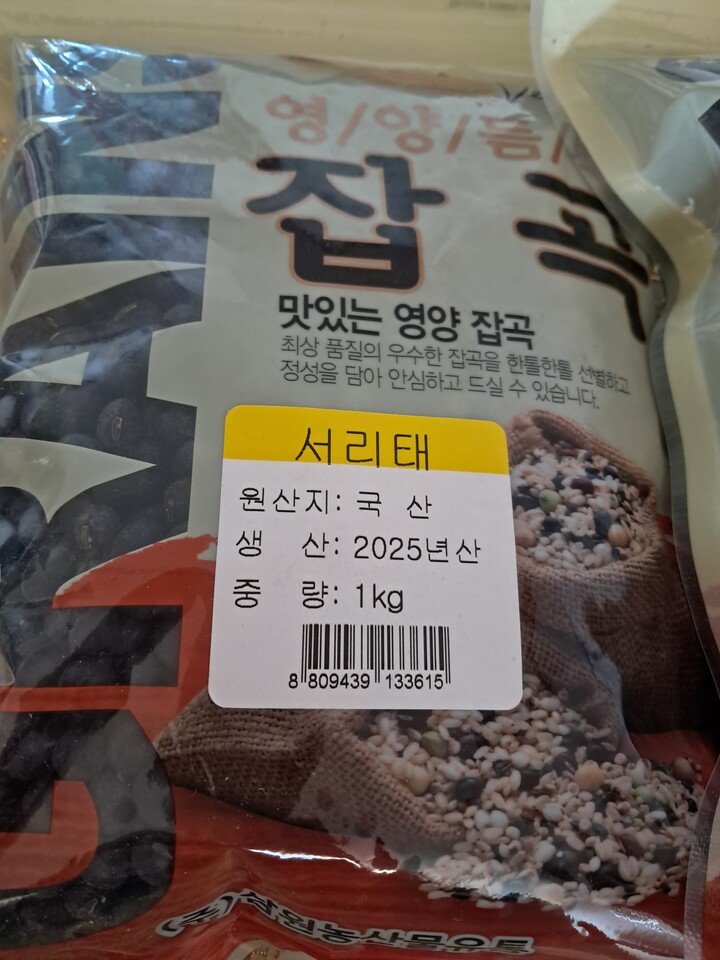 영/양/듬/
잡곡
맛있는 영양 잡곡
최상 품질의 우수한 잡곡을 한톨한톨 선별하고
정성을 담아 안심하고 드실 수 있습니다.
서리태
원산지: 국 산
생 산: 2025년산
중 량: 1kg
8 809439 133615
GRAINS